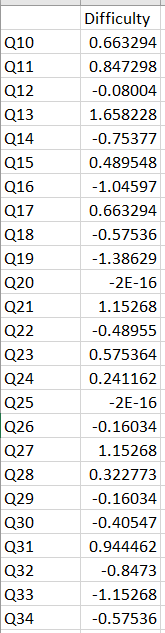 Difficulty
Q10 0.663294
Q11 0.847298
Q12 -0.08004
Q13 1.658228
Q14 -0.75377
Q15 0.489548
Q16 -1.04597
Q17 0.663294
Q18 -0.57536
Q19 -1.38629
Q20 -2E-16
Q21 1.15268
Q22 -0.48955
Q23 0.575364
Q24 0.241162
Q25 -2E-16
Q26 -0.16034
Q27 1.15268
Q28 0.322773
Q29 -0.16034
Q30 -0.40547
Q31 0.944462
Q32 -0.8473
Q33 -1.15268
Q34 -0.57536